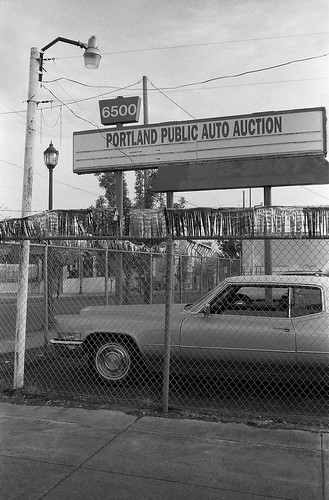 6500
PORTLAND PUBLIC AUTO AUCTION